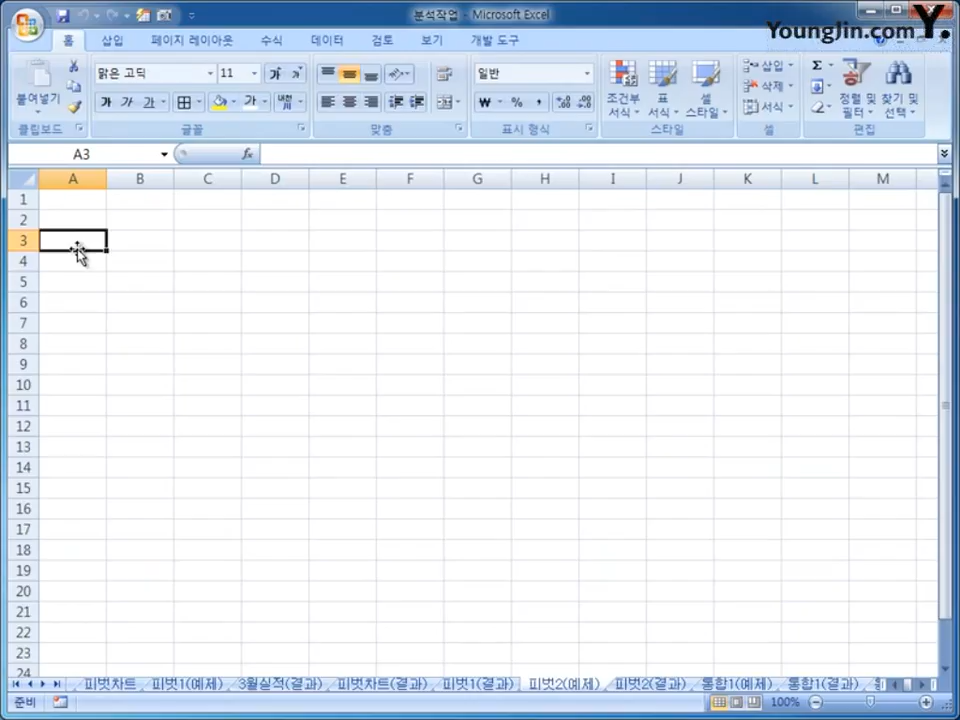 분석작업 - Microsoft Excel
YoungJin.com Y.
홈 삽입 페이지 레이아웃 수식 데이터 검토 보기 개발 도구
붙여넣기
클립보드
맑은 고딕 11
가 가 가
글꼴
맞춤
일반
₩ % ,
표시 형식
조건부 서식
표 서식
셀 스타일
스타일
삽입
삭제
서식
셀
Σ
정렬 및 필터
찾기 및 선택
편집
A3 fx
A B C D E F G H I J K L M
1
2
3
4
5
6
7
8
9
10
11
12
13
14
15
16
17
18
19
20
21
22
23
24
피벗차트 피벗1(예제) 3월실적(결과) 피벗차트(결과) 피벗1(결과) 피벗2(예제) 피벗2(결과) 통합1(예제) 통합1(결과)
준비 100%